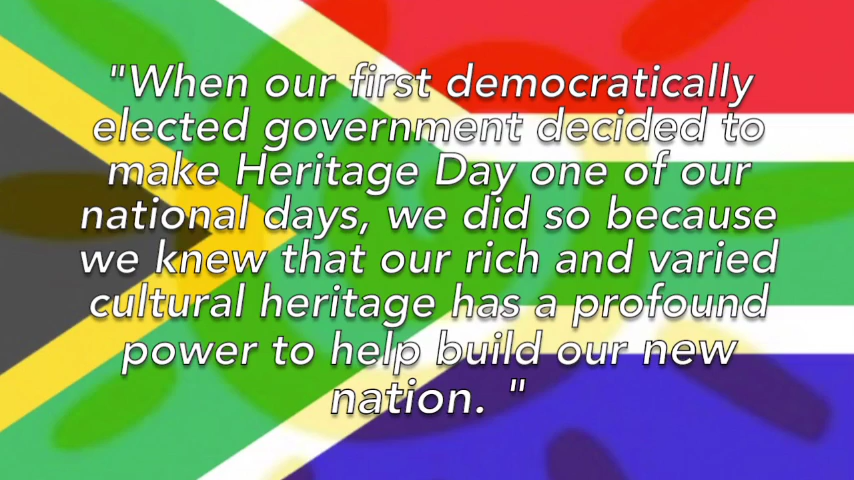 "When our first democratically
elected government decided to
make Heritage Day one of our
national days, we did so because
we knew that our rich and varied
cultural heritage has a profound
power to help build our new
nation. "